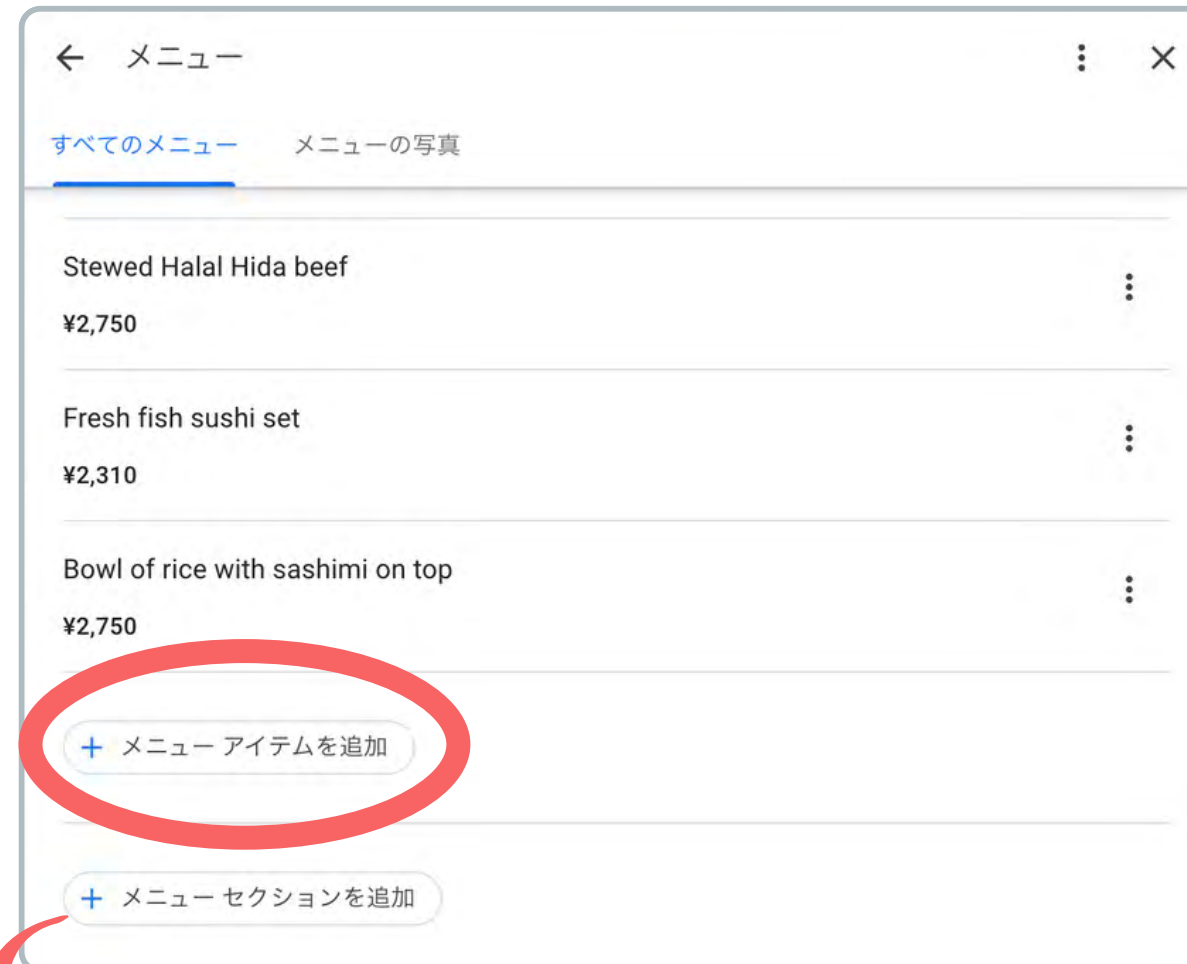 メニュー
すべてのメニュー メニューの写真
Stewed Halal Hida beef
¥2,750
Fresh fish sushi set
¥2,310
Bowl of rice with sashimi on top
¥2,750
+ メニュー アイテムを追加
+ メニュー セクションを追加